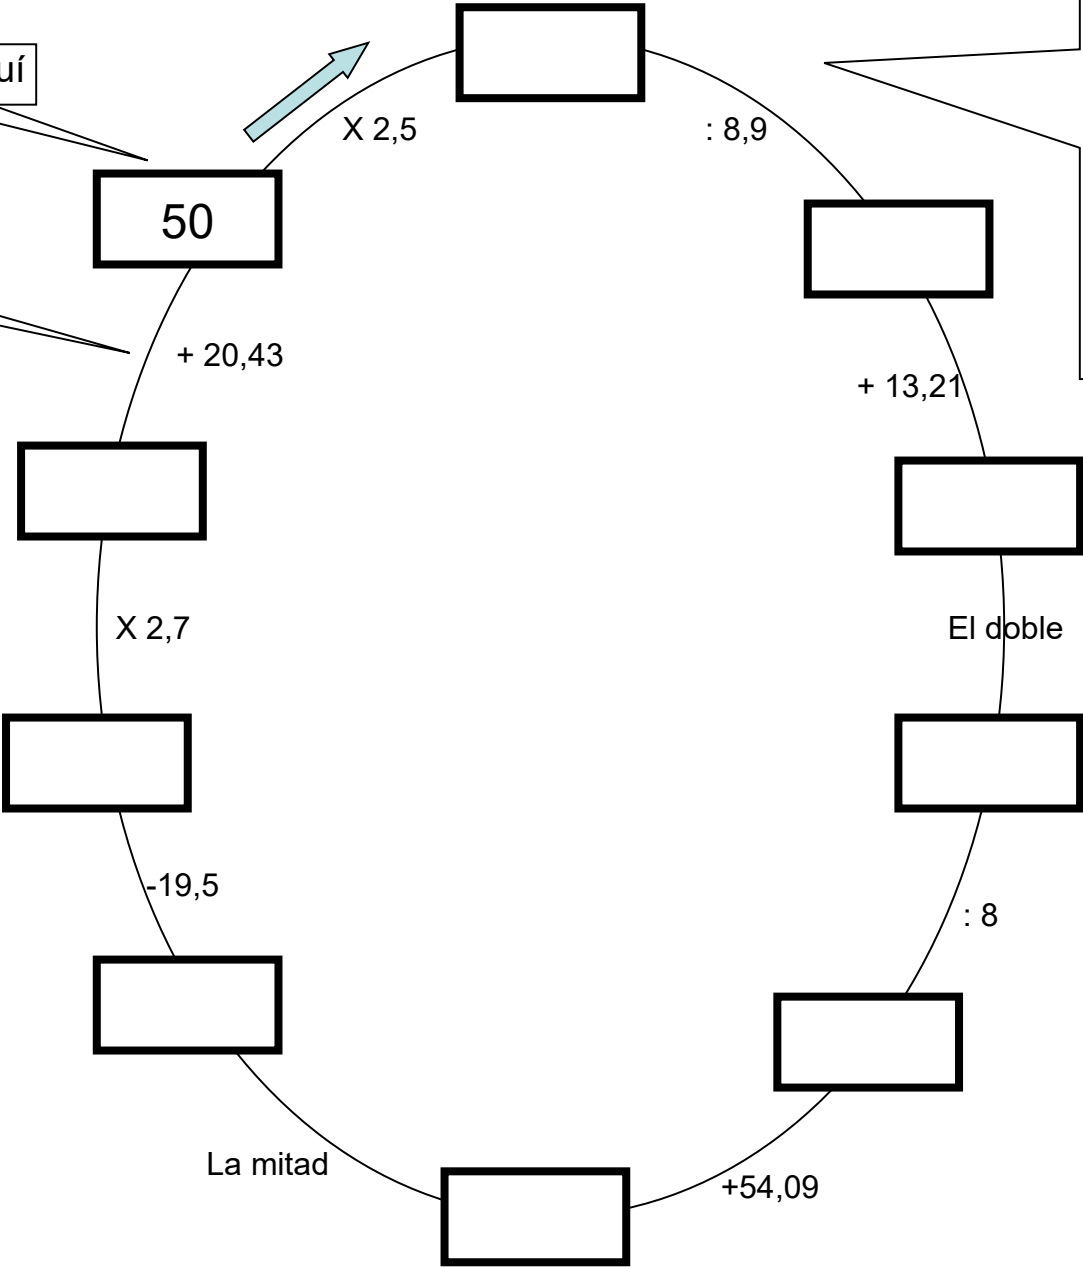 uí
X 2,5
: 8,9
50
+ 20,43
+ 13,21
X 2,7
El doble
-19,5
: 8
La mitad
+54,09